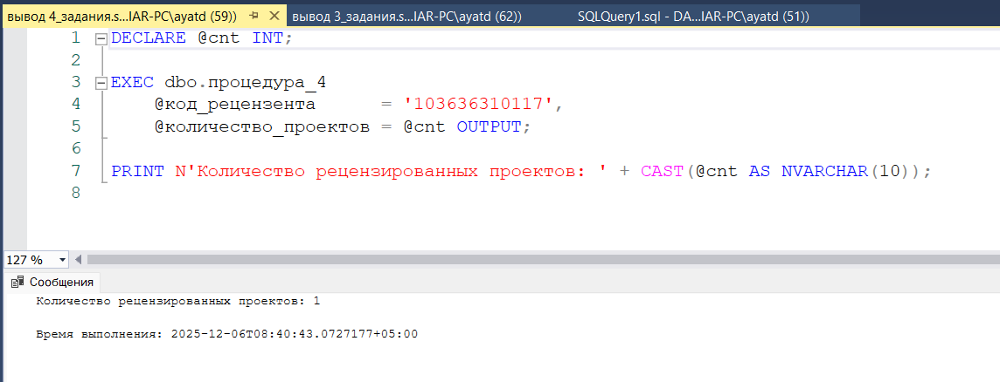 вывод 4_задания.s...IAR-PC\ayatd (59)) вывод 3_задания.s...IAR-PC\ayatd (62)) SQLQuery1.sql - DA...IAR-PC\ayatd (51))
1 DECLARE @cnt INT;
2
3 EXEC dbo.процедура_4
4 @код_рецензента = '103636310117',
5 @количество_проектов = @cnt OUTPUT;
6
7 PRINT N'Количество рецензированных проектов: ' + CAST(@cnt AS NVARCHAR(10));
8
127 %
Сообщения
Количество рецензированных проектов: 1
Время выполнения: 2025-12-06T08:40:43.0727177+05:00